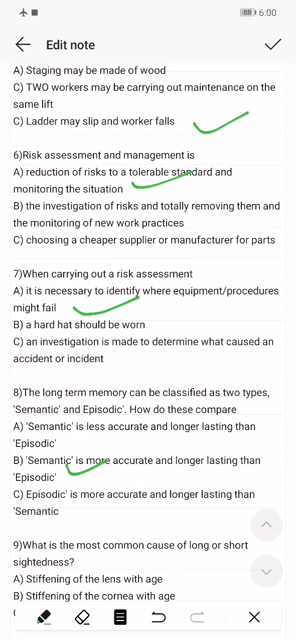 88 6:00
Edit note
A) Staging may be made of wood
C) TWO workers may be carrying out maintenance on the
same lift
C) Ladder may slip and worker falls
6)Risk assessment and management is
A) reduction of risks to a tolerable standard and
monitoring the situation
B) the investigation of risks and totally removing them and
the monitoring of new work practices
C) choosing a cheaper supplier or manufacturer for parts
7)When carrying out a risk assessment
A) it is necessary to identify where equipment/procedures
might fail
B) a hard hat should be worn
C) an investigation is made to determine what caused an
accident or incident
8)The long term memory can be classified as two types,
'Semantic' and Episodic'. How do these compare
A) 'Semantic' is less accurate and longer lasting than
'Episodic'
B) 'Semantic' is more accurate and longer lasting than
'Episodic'
C) Episodic' is more accurate and longer lasting than
'Semantic
9)What is the most common cause of long or short
sightedness?
A) Stiffening of the lens with age
B) Stiffening of the cornea with age